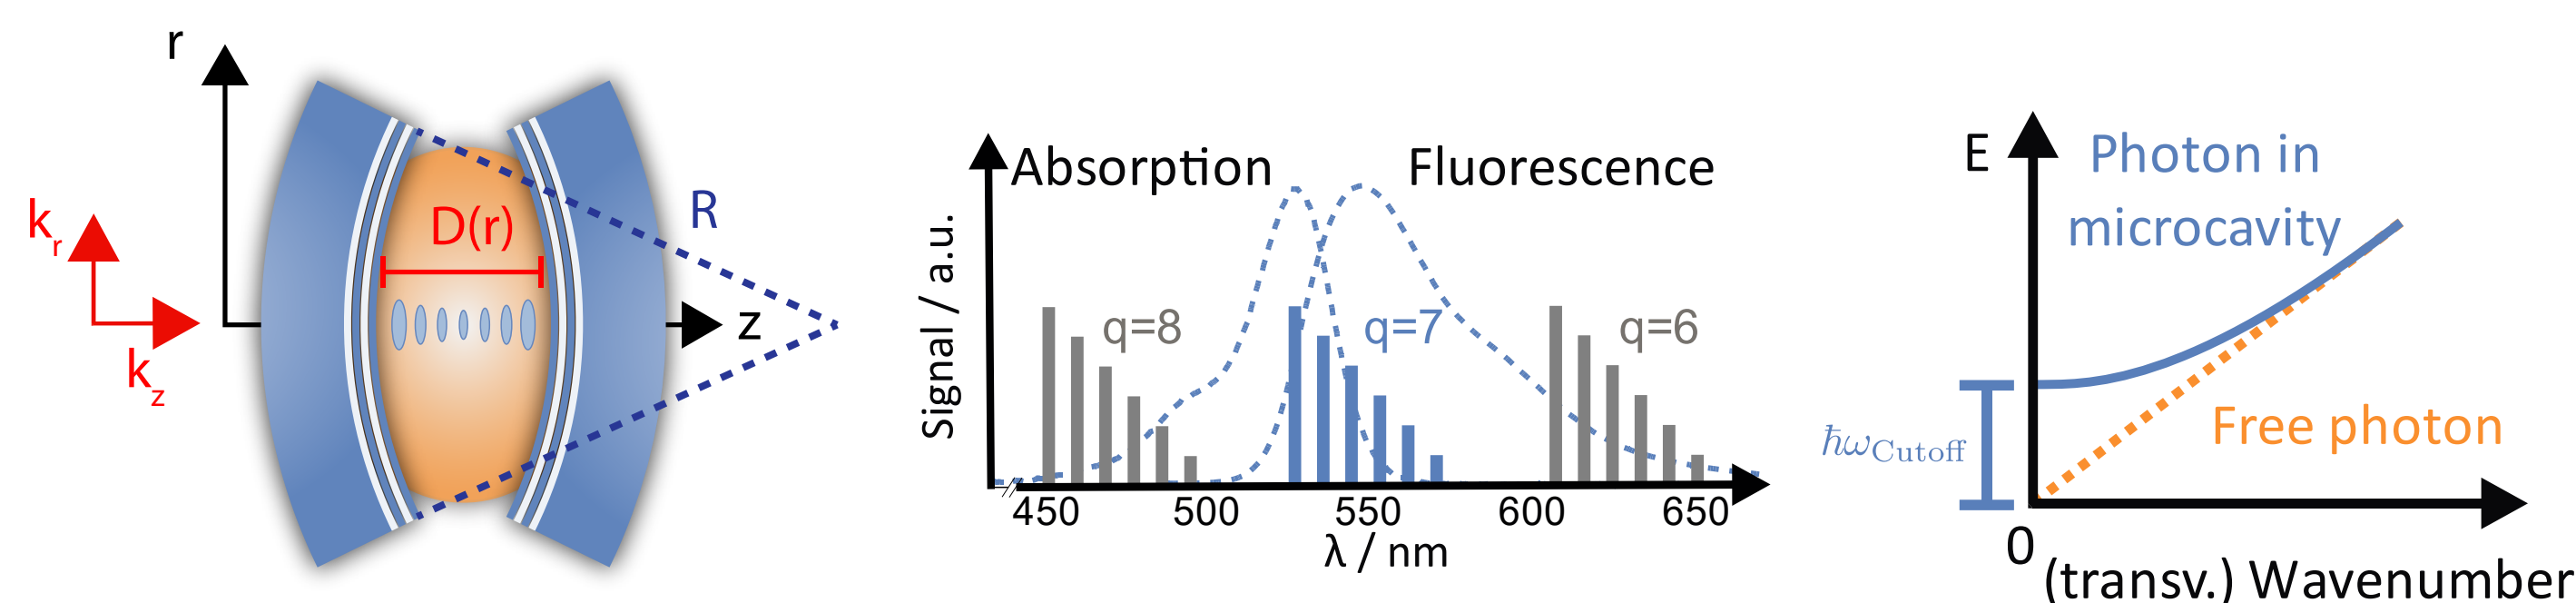 r
k_r
k_z
D(r)
R
z
Absorption
Fluorescence
Signal / a.u.
q=8
q=7
q=6
450 500 550 600 650
λ / nm
E
Photon in
microcavity
ħω_Cutoff
Free photon
0
(transv.) Wavenumber